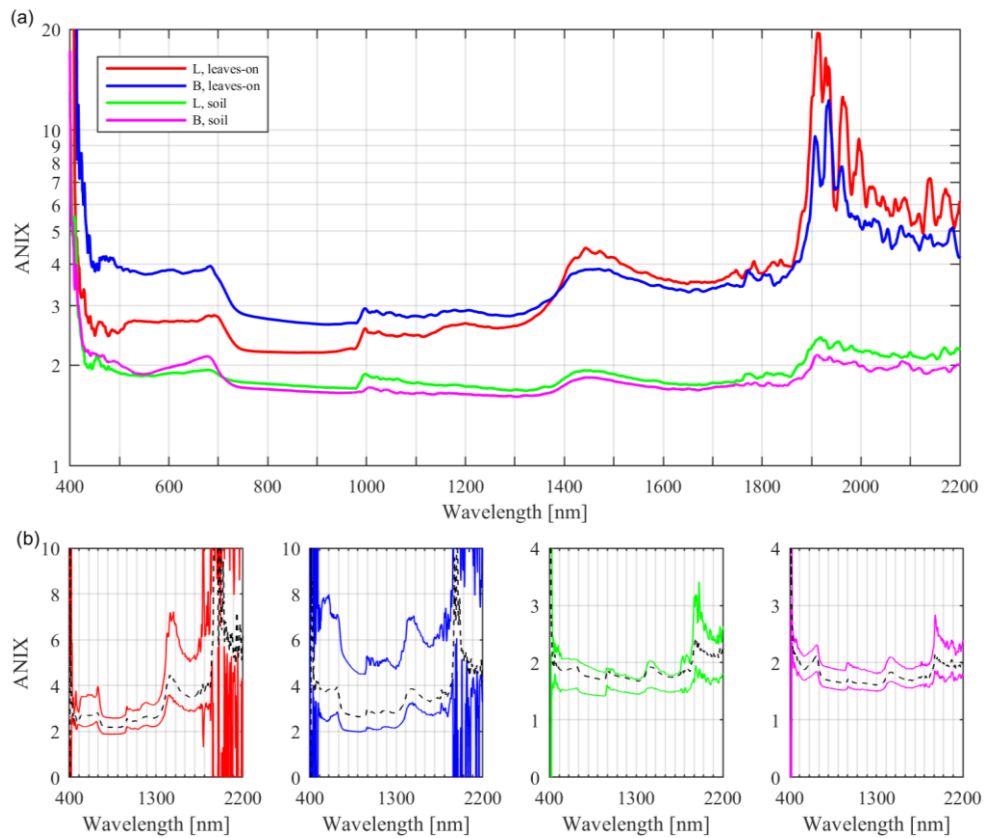 (a)
20
10
9
8
7
6
5
4
3
2
1
ANIX
L, leaves-on
B, leaves-on
L, soil
B, soil
400 600 800 1000 1200 1400 1600 1800 2000 2200
Wavelength [nm]
(b)
10 10 4 4
8 8
3 3
6 6
2 2
4 4
1 1
2 2
0 0 0 0
ANIX
400 1300 2200 400 1300 2200 400 1300 2200 400 1300 2200
Wavelength [nm] Wavelength [nm] Wavelength [nm] Wavelength [nm]